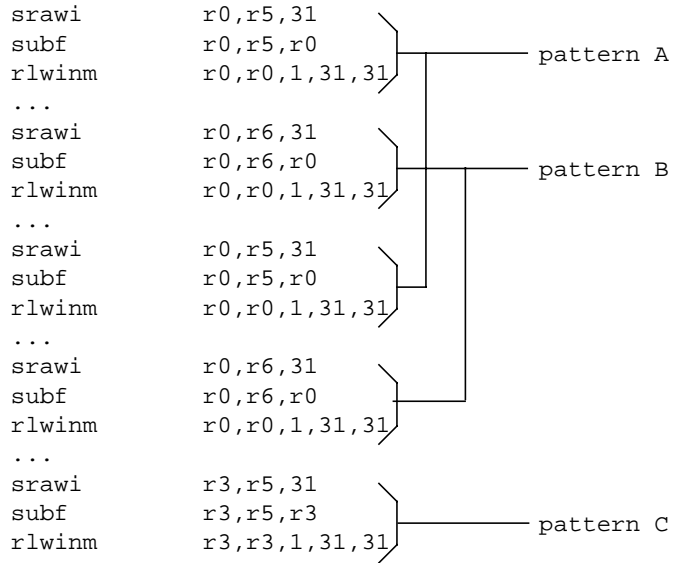 srawi r0,r5,31
subf r0,r5,r0
rlwinm r0,r0,1,31,31
pattern A
...
srawi r0,r6,31
subf r0,r6,r0
rlwinm r0,r0,1,31,31
pattern B
...
srawi r0,r5,31
subf r0,r5,r0
rlwinm r0,r0,1,31,31
...
srawi r0,r6,31
subf r0,r6,r0
rlwinm r0,r0,1,31,31
...
srawi r3,r5,31
subf r3,r5,r3
rlwinm r3,r3,1,31,31
pattern C